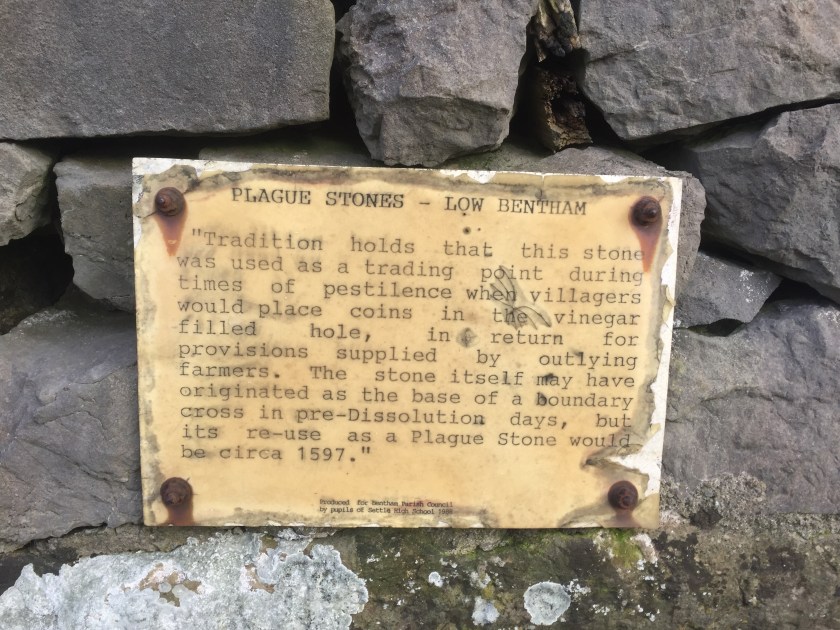 PLAGUE STONES - LOW BENTHAM
"Tradition holds that this stone
was used as a trading point during
times of pestilence when villagers
would place coins in the vinegar
filled hole, in return for
provisions supplied by outlying
farmers. The stone itself may have
originated as the base of a boundary
cross in pre-Dissolution days, but
its re-use as a Plague Stone would
be circa 1597."
Produced for Bentham Parish Council
by pupils of Settle High School